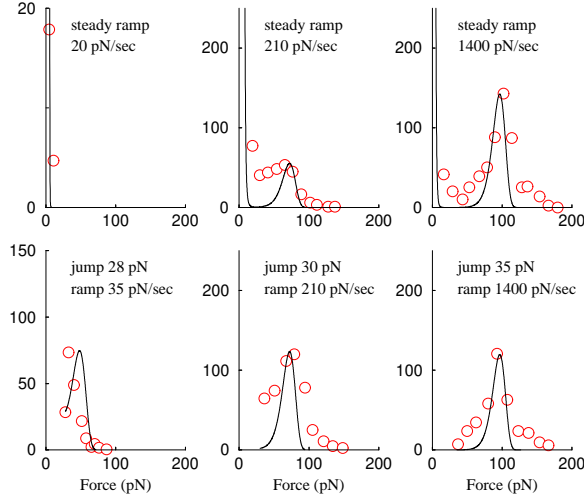 steady ramp
20 pN/sec
20
10
0
0 100 200
steady ramp
210 pN/sec
200
100
0
0 100 200
steady ramp
1400 pN/sec
200
100
0
0 100 200
jump 28 pN
ramp 35 pN/sec
150
100
50
0
0 100 200
Force (pN)
jump 30 pN
ramp 210 pN/sec
200
100
0
0 100 200
Force (pN)
jump 35 pN
ramp 1400 pN/sec
200
100
0
0 100 200
Force (pN)